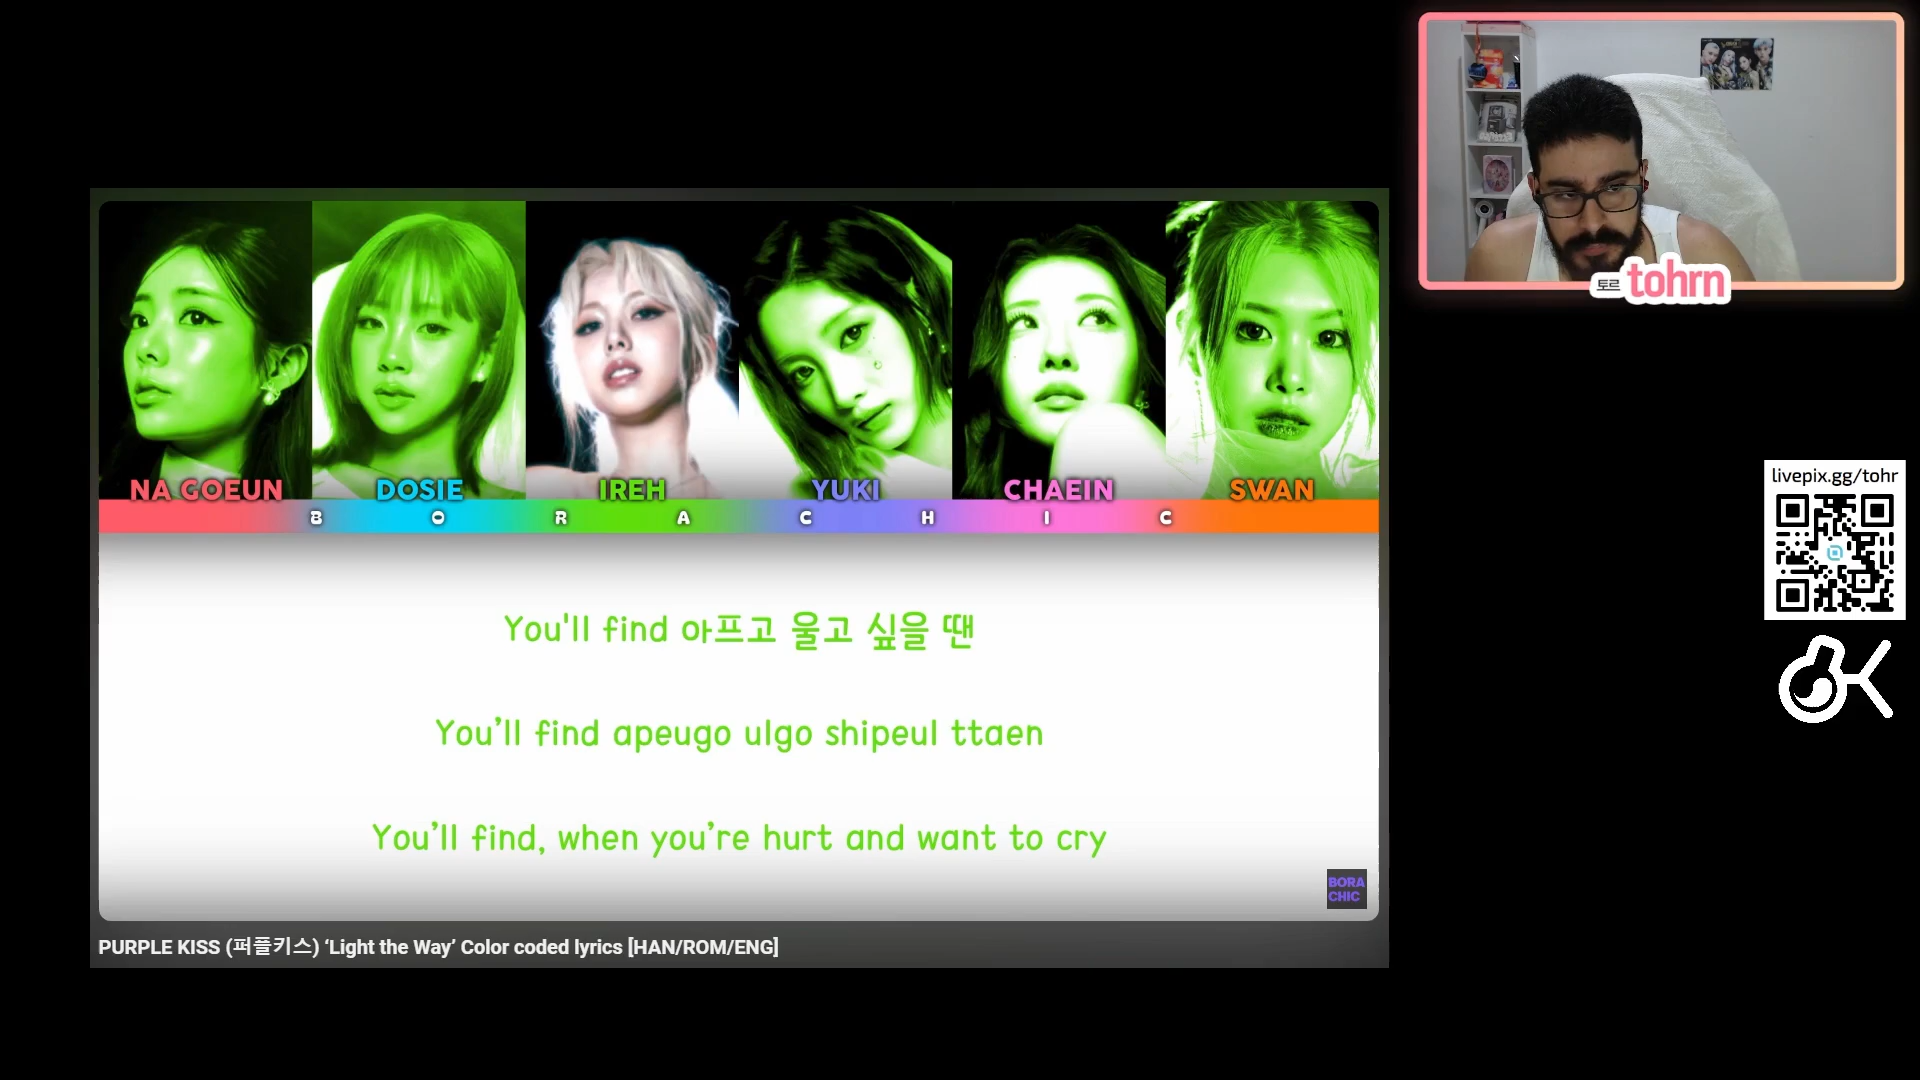 토르 tohrn
NA GOEUN
DOSIE
IREH
YUKI
CHAEIN
SWAN
B O R A C H I C
livepix.gg/tohr
You'll find 아프고 울고 싶을 땐
You’ll find apeugo ulgo shipeul ttaen
You’ll find, when you’re hurt and want to cry
BORA
CHIC
PURPLE KISS (퍼플키스) ‘Light the Way’ Color coded lyrics [HAN/ROM/ENG]